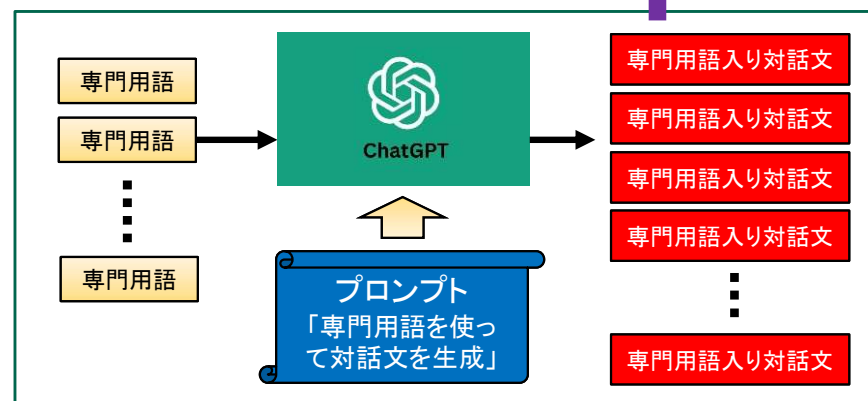 専門用語
専門用語
専門用語
ChatGPT
プロンプト
「専門用語を使っ
て対話文を生成」
専門用語入り対話文
専門用語入り対話文
専門用語入り対話文
専門用語入り対話文
専門用語入り対話文